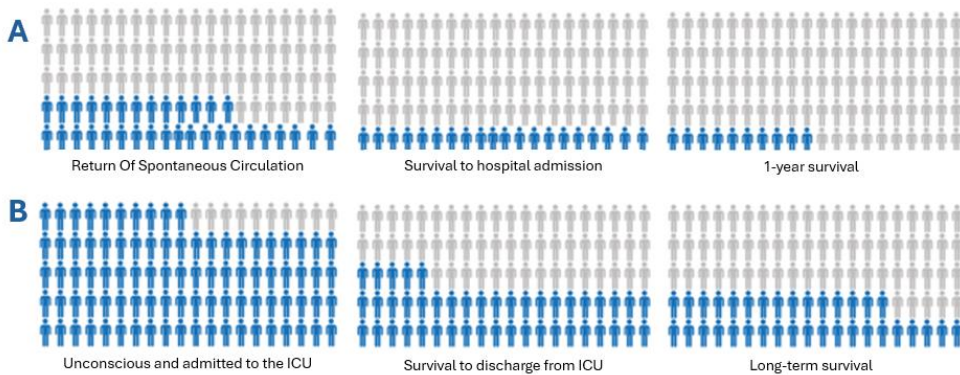 A
Return Of Spontaneous Circulation
Survival to hospital admission
1-year survival
B
Unconscious and admitted to the ICU
Survival to discharge from ICU
Long-term survival